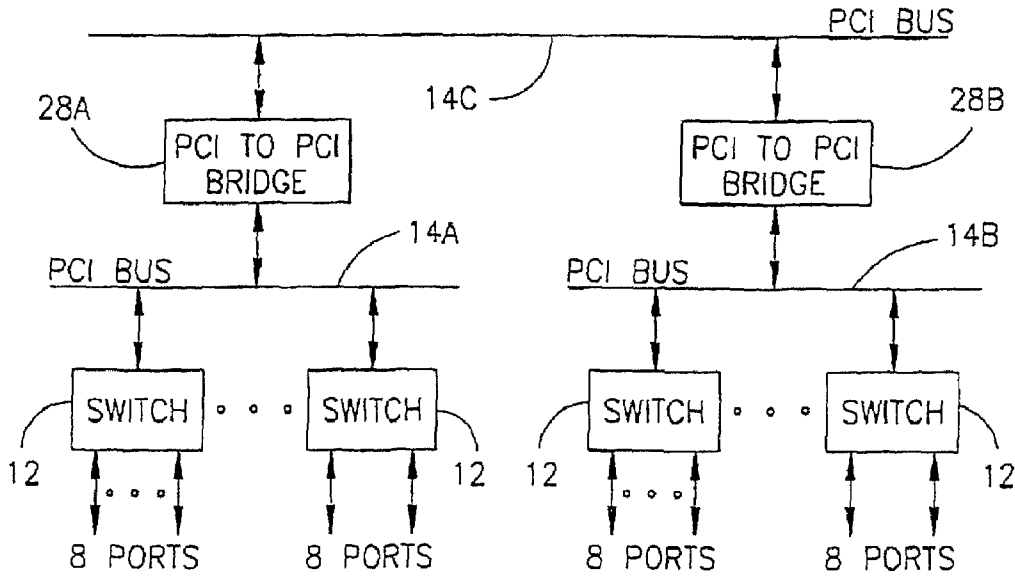 PCI BUS
14C
28A
28B
PCI TO PCI
BRIDGE
PCI TO PCI
BRIDGE
14A
14B
PCI BUS
PCI BUS
SWITCH
SWITCH
SWITCH
SWITCH
12
12
12
12
8 PORTS
8 PORTS
8 PORTS
8 PORTS